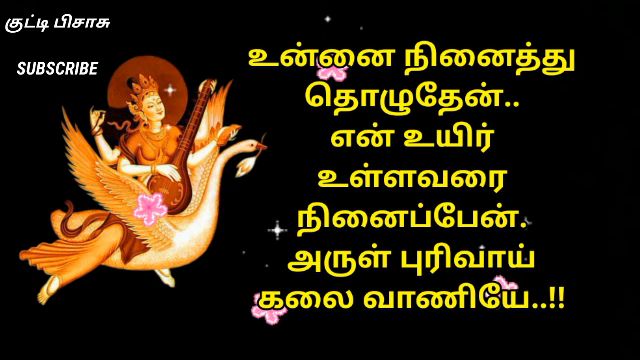 குட்டி பிசாசு
SUBSCRIBE
உன்னை நினைத்து
தொழுதேன்..
என் உயிர்
உள்ளவரை
நினைப்பேன்.
அருள் புரிவாய்
கலை வாணியே..!!